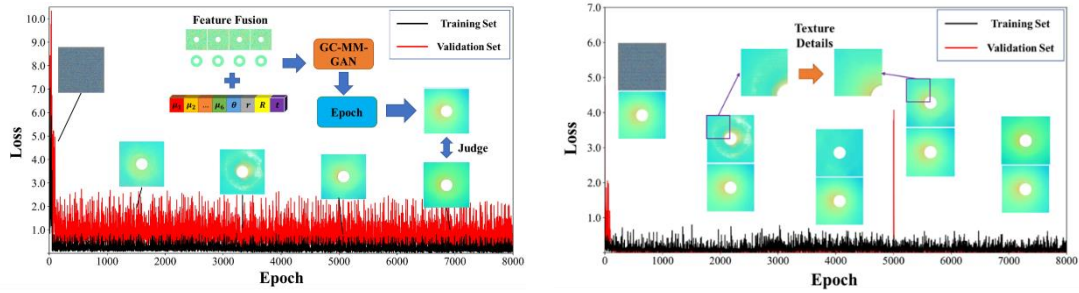 10.0
9.0
8.0
7.0
6.0
5.0
4.0
3.0
2.0
1.0
Loss
0 1000 2000 3000 4000 5000 6000 7000 8000
Epoch
Feature Fusion
GC-MM-
GAN
μ₁ μ₂ ... μ₆ θ r R t
Epoch
Judge
Training Set
Validation Set
7.0
6.0
5.0
4.0
3.0
2.0
1.0
Loss
0 1000 2000 3000 4000 5000 6000 7000 8000
Epoch
Texture
Details
Training Set
Validation Set